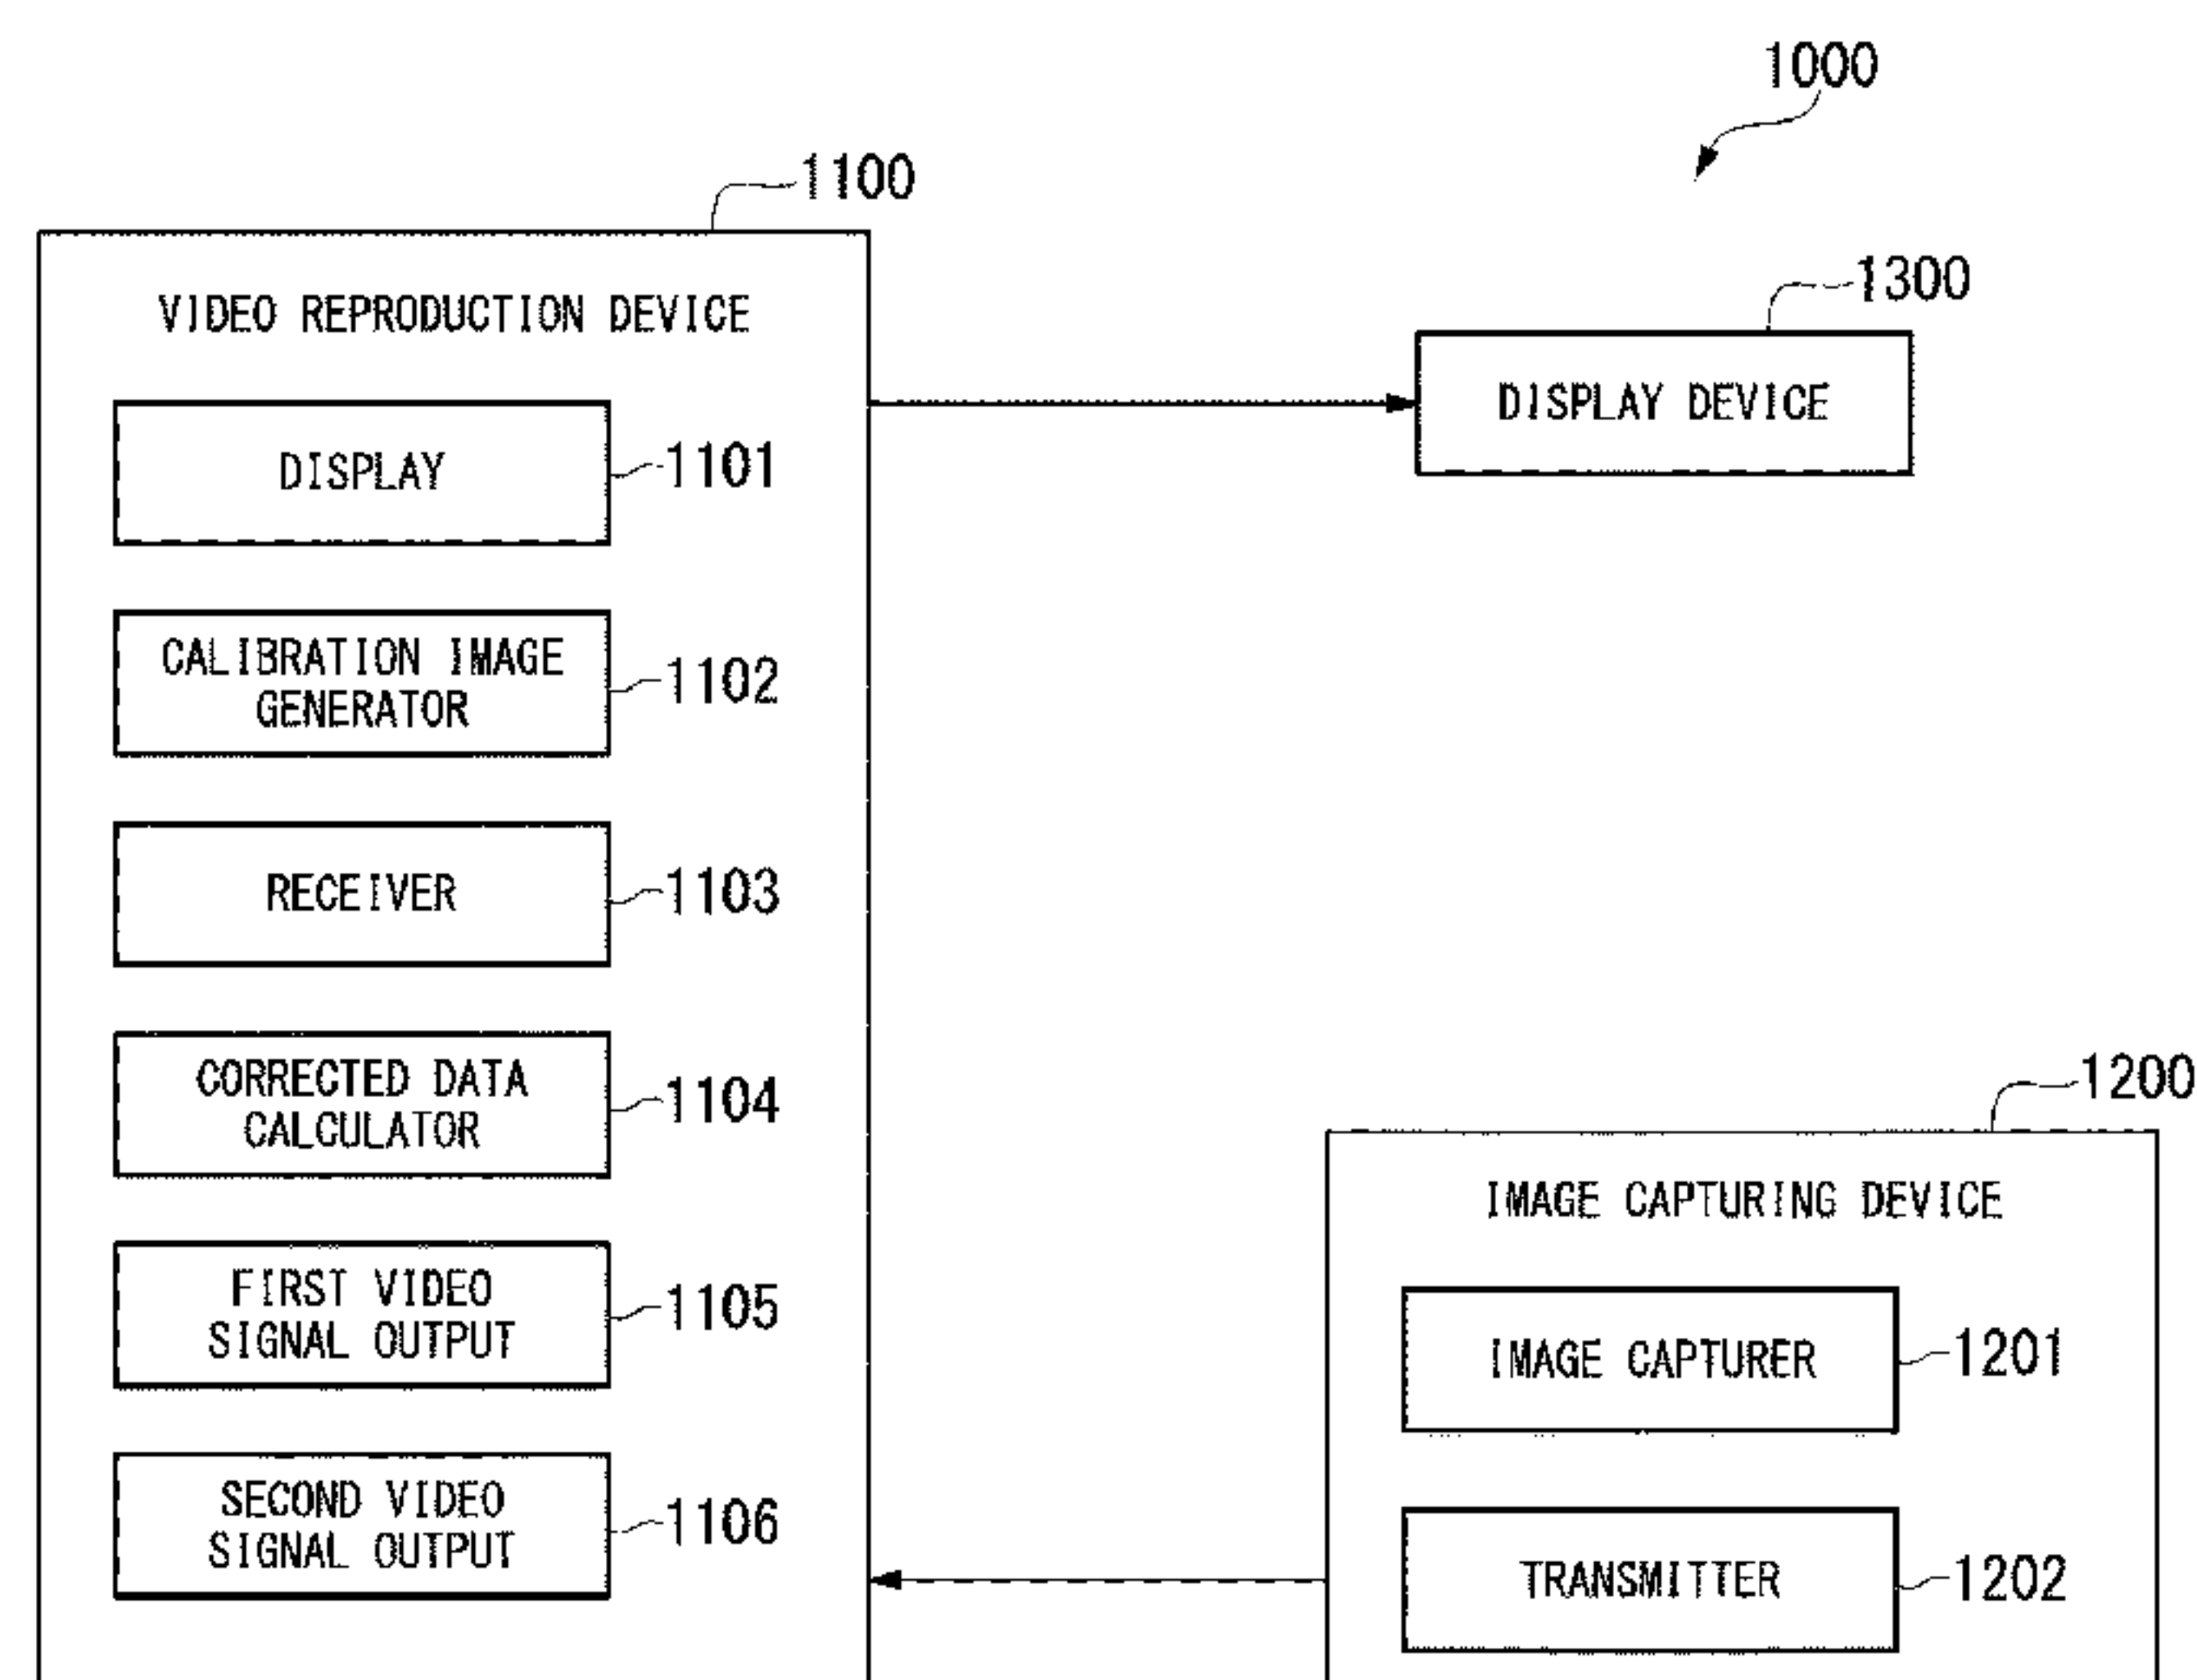 1000
1100
VIDEO REPRODUCTION DEVICE
1300
DISPLAY DEVICE
DISPLAY
1101
CALIBRATION IMAGE
GENERATOR
1102
RECEIVER
1103
CORRECTED DATA
CALCULATOR
1104
FIRST VIDEO
SIGNAL OUTPUT
1105
SECOND VIDEO
SIGNAL OUTPUT
1106
1200
IMAGE CAPTURING DEVICE
IMAGE CAPTURER
1201
TRANSMITTER
1202